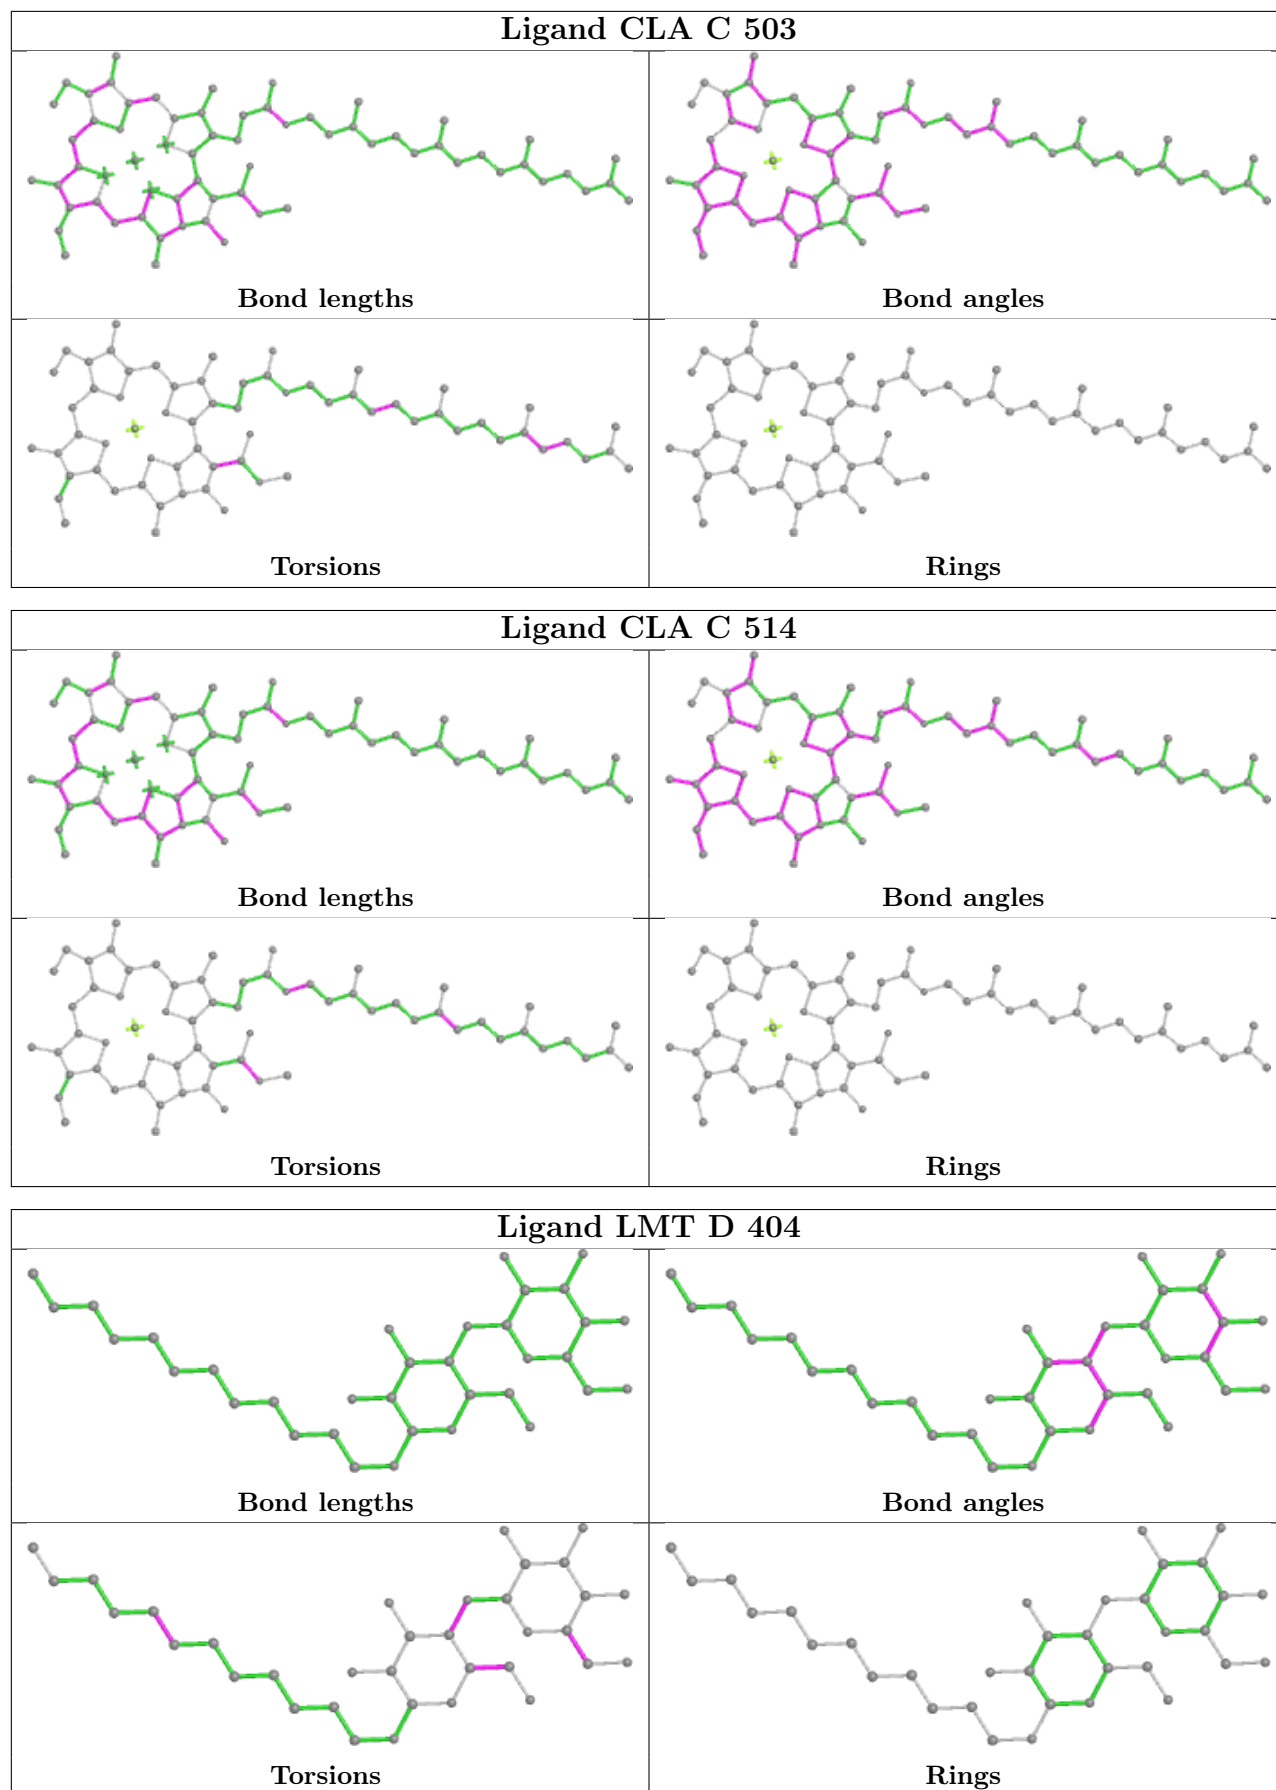 Ligand CLA C 503
Bond lengths
Bond angles
Torsions
Rings
Ligand CLA C 514
Bond lengths
Bond angles
Torsions
Rings
Ligand LMT D 404
Bond lengths
Bond angles
Torsions
Rings